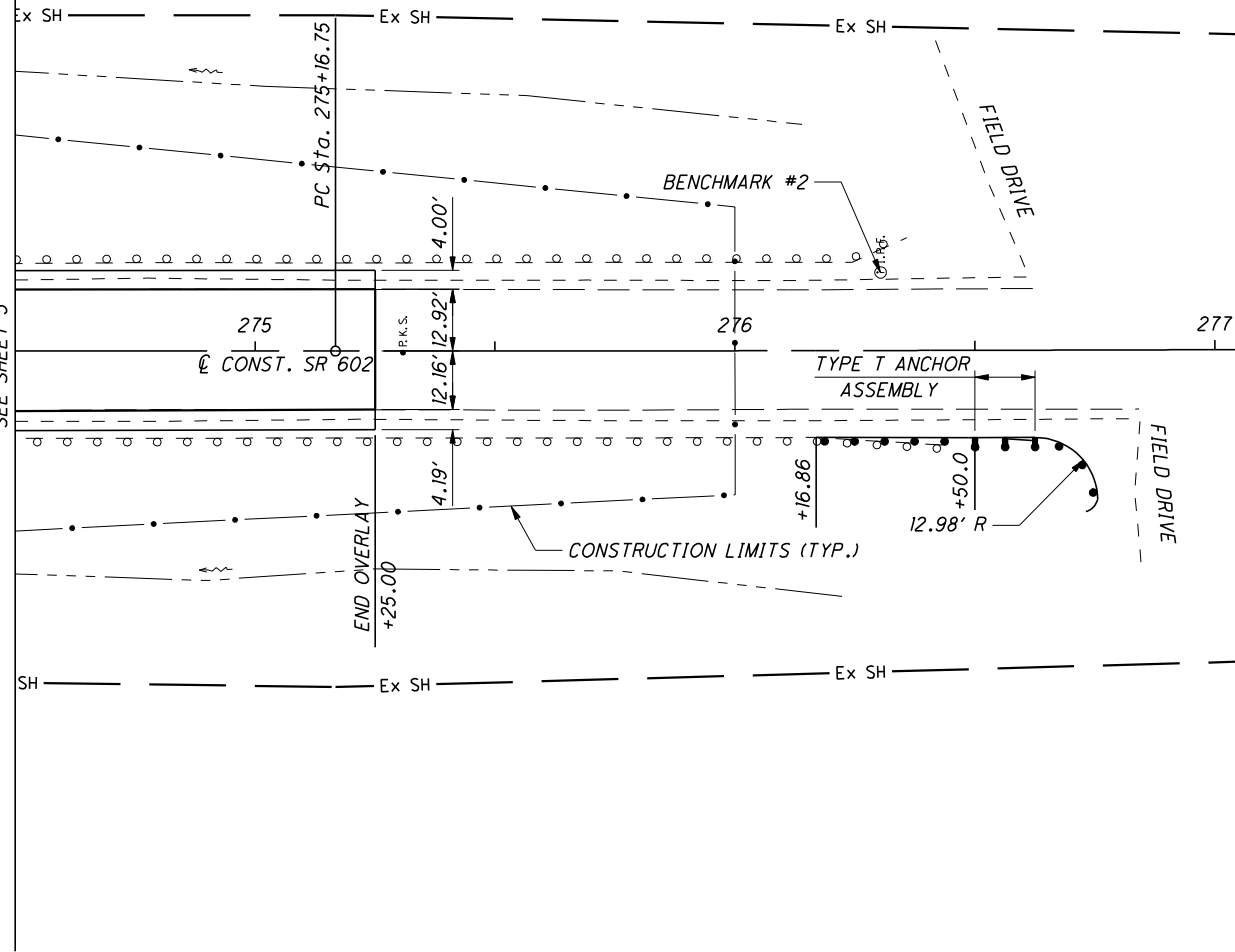 Ex SH
Ex SH
Ex SH
PC Sta. 275+16.75
FIELD DRIVE
BENCHMARK #2
4.00'
SEE SHEET
275
P.K.S.
12.92'
276
277
℄ CONST. SR 602
12.16'
TYPE T ANCHOR
ASSEMBLY
4.19'
+16.86
+50.0
FIELD DRIVE
12.98' R
CONSTRUCTION LIMITS (TYP.)
END OVERLAY
+25.00
SH
Ex SH
Ex SH